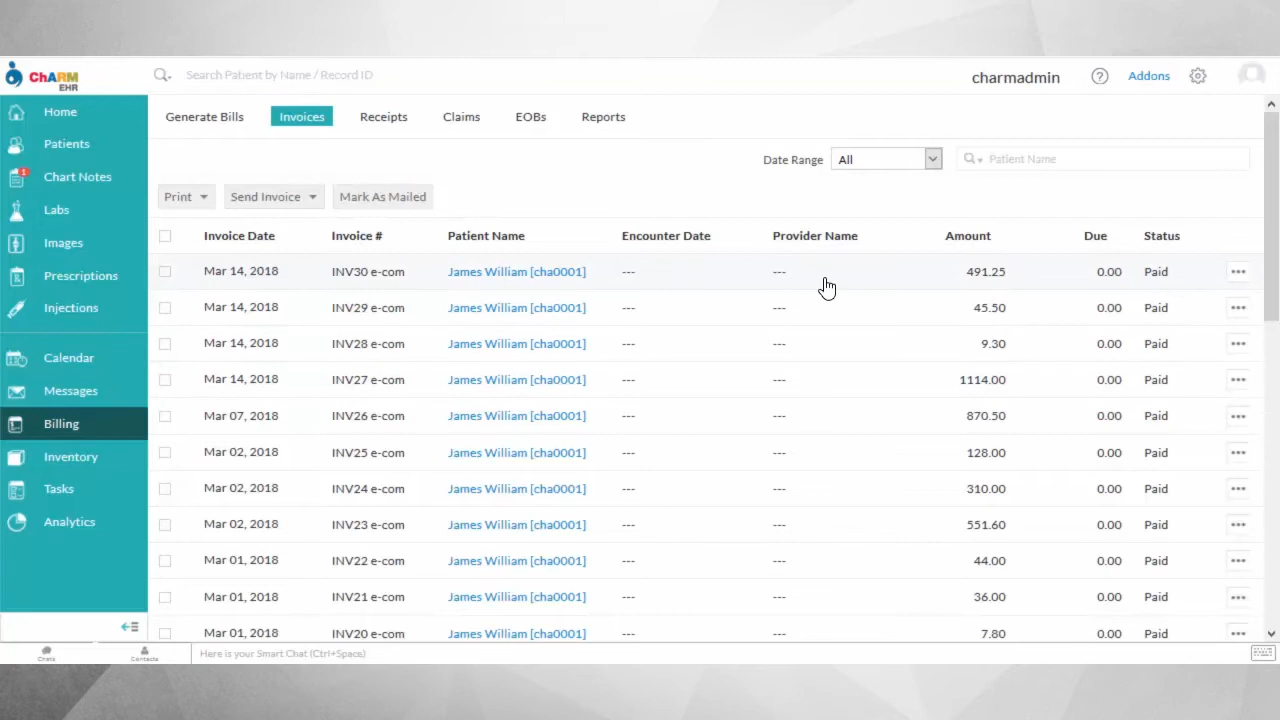 ChARM
EHR
Search Patient by Name / Record ID
charmadmin
?
Addons
Home
Patients
1
Chart Notes
Labs
Images
Prescriptions
Injections
Calendar
Messages
Billing
Inventory
Tasks
Analytics
Generate Bills Invoices Receipts Claims EOBs Reports
Date Range All Patient Name
Print Send Invoice Mark As Mailed
Invoice Date Invoice # Patient Name Encounter Date Provider Name Amount Due Status
Mar 14, 2018 INV30 e-com James William [cha0001] --- --- 491.25 0.00 Paid
Mar 14, 2018 INV29 e-com James William [cha0001] --- --- 45.50 0.00 Paid
Mar 14, 2018 INV28 e-com James William [cha0001] --- --- 9.30 0.00 Paid
Mar 14, 2018 INV27 e-com James William [cha0001] --- --- 1114.00 0.00 Paid
Mar 07, 2018 INV26 e-com James William [cha0001] --- --- 870.50 0.00 Paid
Mar 02, 2018 INV25 e-com James William [cha0001] --- --- 128.00 0.00 Paid
Mar 02, 2018 INV24 e-com James William [cha0001] --- --- 310.00 0.00 Paid
Mar 02, 2018 INV23 e-com James William [cha0001] --- --- 551.60 0.00 Paid
Mar 01, 2018 INV22 e-com James William [cha0001] --- --- 44.00 0.00 Paid
Mar 01, 2018 INV21 e-com James William [cha0001] --- --- 36.00 0.00 Paid
Mar 01, 2018 INV20 e-com James William [cha0001] --- --- 7.80 0.00 Paid
Chats Contacts Here is your Smart Chat (Ctrl+Space)